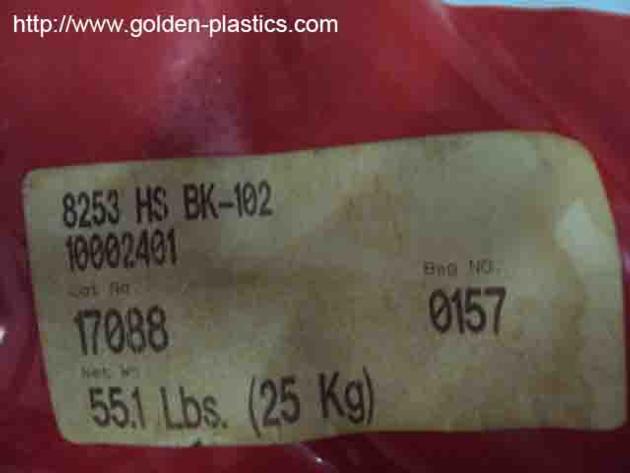 http://www.golden-plastics.com
8253 HS BK-102
10002401
Lot No
Bag NO.
17088
0157
Net Wt
55.1 Lbs. (25 Kg)